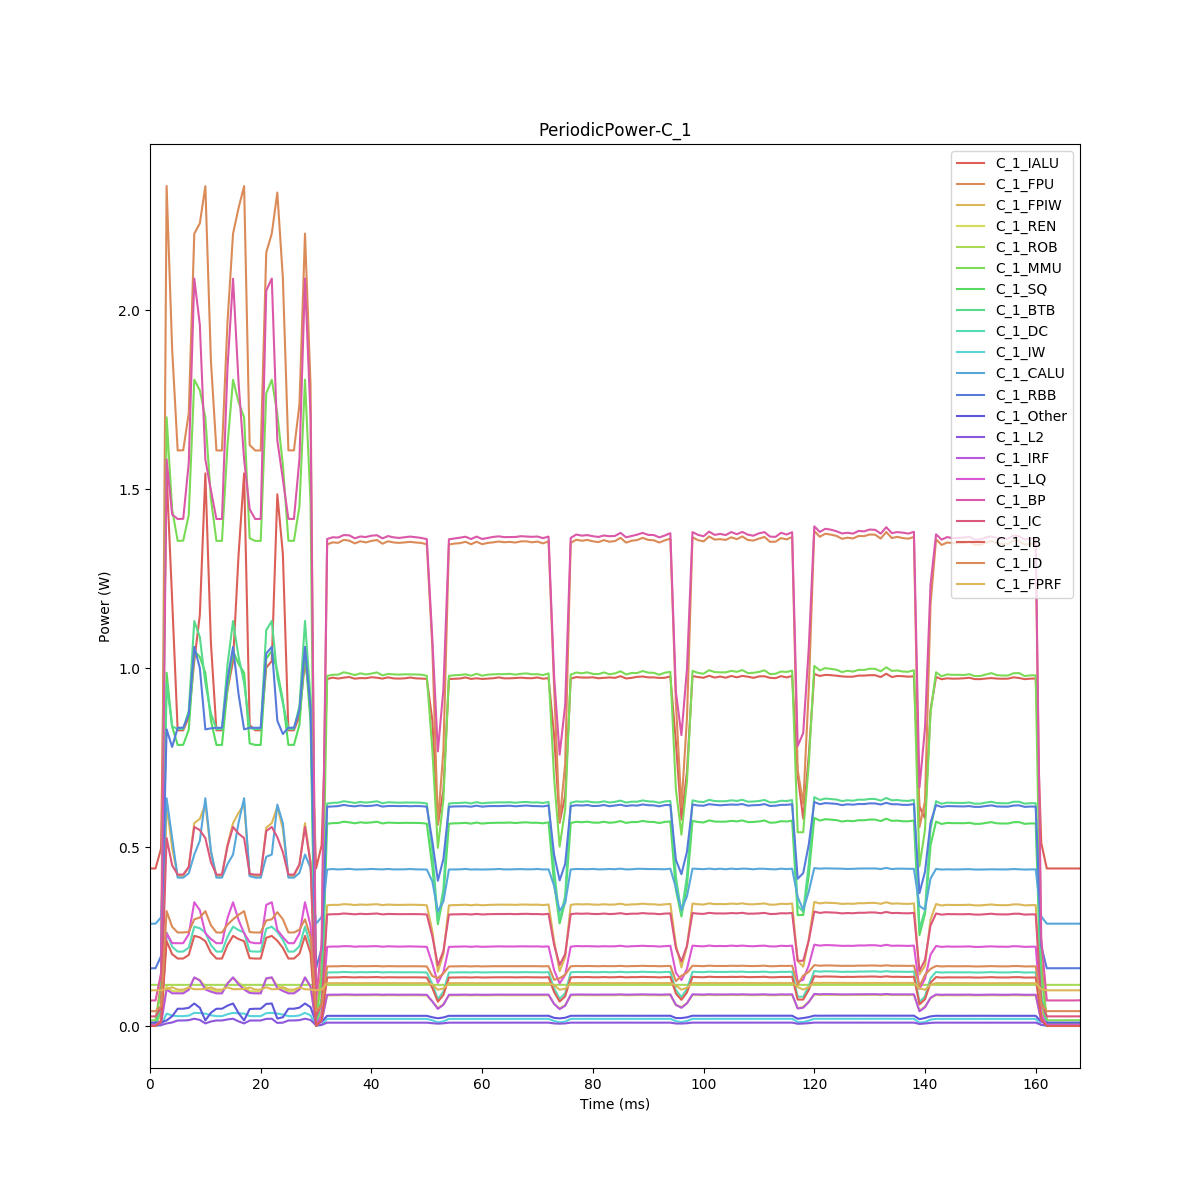 PeriodicPower-C_1
Power (W)
2.0
1.5
1.0
0.5
0.0
0 20 40 60 80 100 120 140 160
Time (ms)
C_1_IALU
C_1_FPU
C_1_FPIW
C_1_REN
C_1_ROB
C_1_MMU
C_1_SQ
C_1_BTB
C_1_DC
C_1_IW
C_1_CALU
C_1_RBB
C_1_Other
C_1_L2
C_1_IRF
C_1_LQ
C_1_BP
C_1_IC
C_1_IB
C_1_ID
C_1_FPRF